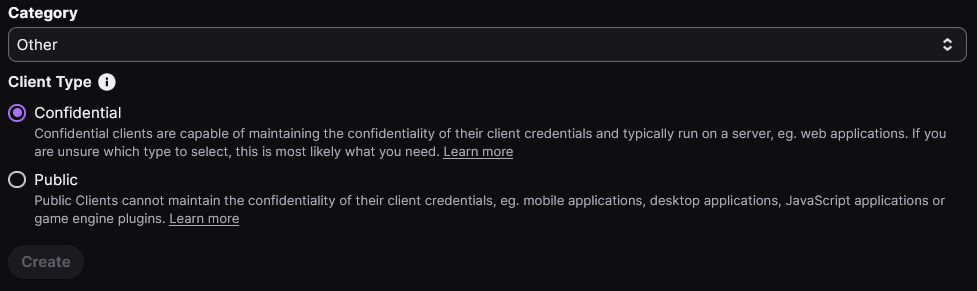 Category
Other
Client Type
Confidential
Confidential clients are capable of maintaining the confidentiality of their client credentials and typically run on a server, eg. web applications. If you
are unsure which type to select, this is most likely what you need. Learn more
Public
Public Clients cannot maintain the confidentiality of their client credentials, eg. mobile applications, desktop applications, JavaScript applications or
game engine plugins. Learn more
Create